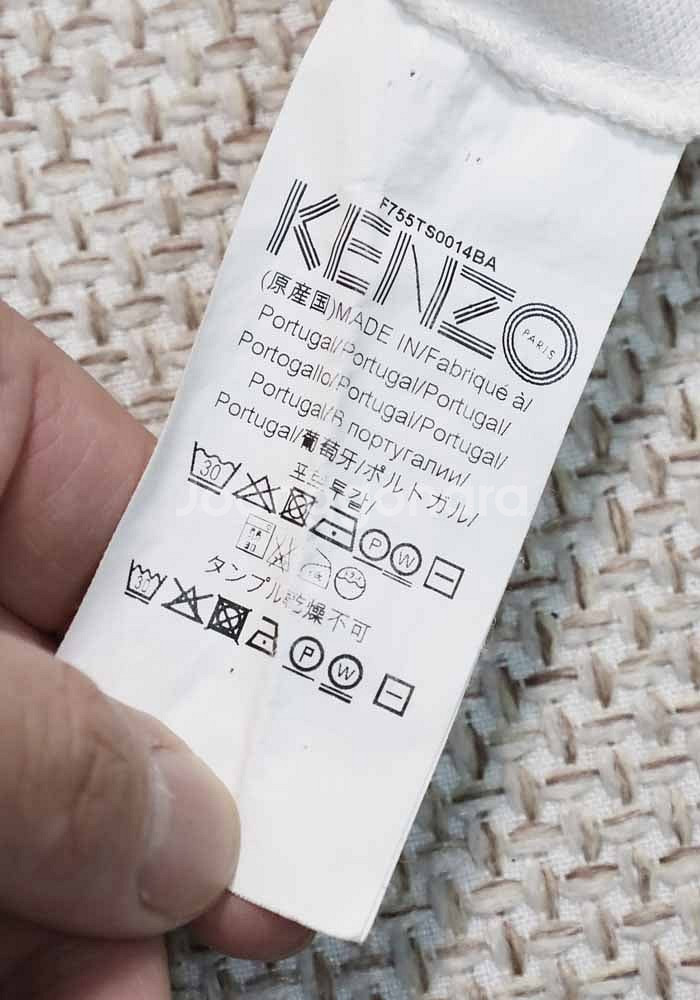 F755TS0014BA
KENZO
PARIS
(原産国)MADE IN/Fabriqué à/
Portugal/Portugal/Portugal/
Portogallo/Portugal/Portugal/
Portugal/В португалии/
Portugal/葡萄牙/ポルトガル/
포르투갈/
30 P W
タンブル乾燥不可
30 P W